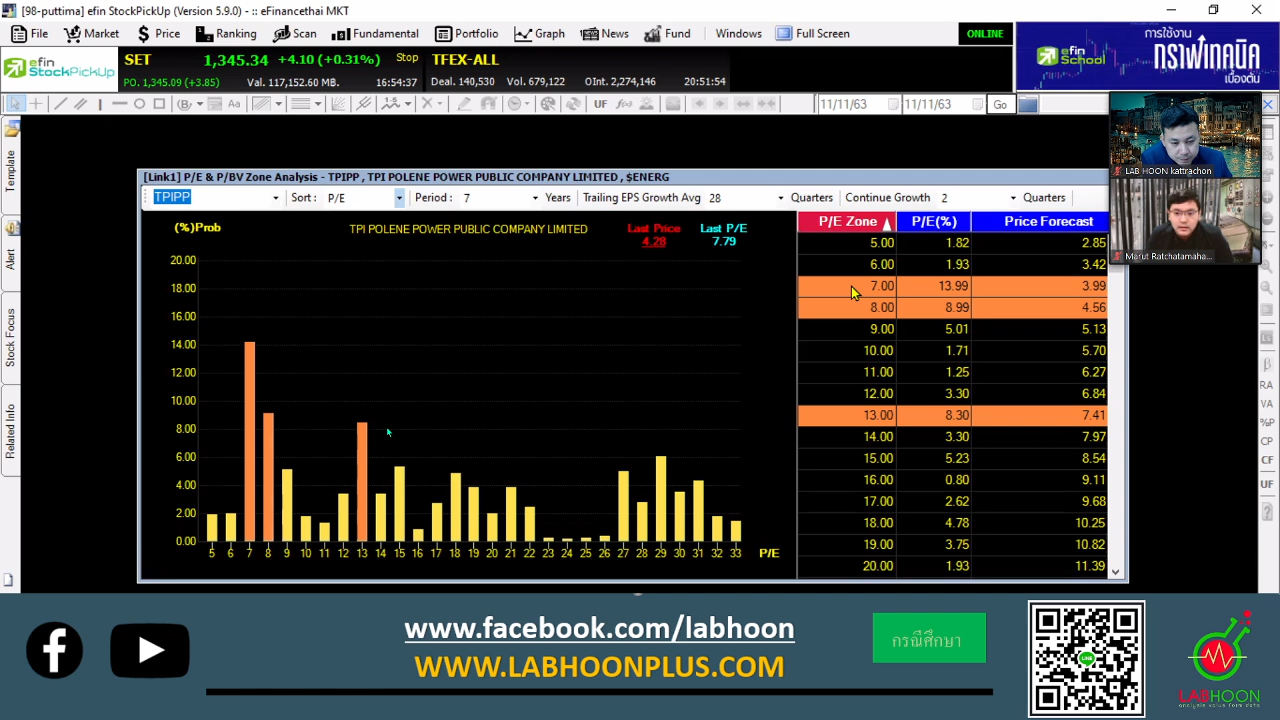 [98-puttima] efin StockPickUp (Version 5.9.0) - :: eFinancethai MKT
File Market Price Ranking Scan Fundamental Portfolio Graph News Fund Windows Full Screen ONLINE
efin StockPickUp
SET 1,345.34 +4.10 (+0.31%) Stop TFEX-ALL
PO. 1,345.09 (+3.85) Val. 117,152.60 MB 16:54:37 Deal. 140,530 Vol. 679,122 OInt. 2,274,146 20:51:54
efin School
การใช้งาน
กราฟเทคนิค
เบื้องต้น
UF 11/11/63 11/11/63 Go
Template
Alert
Stock Focus
Related Info
LAB HOON kattrachon
Marut Ratchatamaha...
[Link1] P/E & P/BV Zone Analysis - TPIPP , TPI POLENE POWER PUBLIC COMPANY LIMITED , $ENERG
TPIPP Sort : P/E Period : 7 Years Trailing EPS Growth Avg 28 Quarters Continue Growth 2 Quarters
(%)Prob TPI POLENE POWER PUBLIC COMPANY LIMITED Last Price Last P/E
4.28 7.79
20.00
18.00
16.00
14.00
12.00
10.00
8.00
6.00
4.00
2.00
0.00
5 6 7 8 9 10 11 12 13 14 15 16 17 18 19 20 21 22 23 24 25 26 27 28 29 30 31 32 33 P/E
P/E Zone P/E(%) Price Forecast
5.00 1.82 2.85
6.00 1.93 3.42
7.00 13.99 3.99
8.00 8.99 4.56
9.00 5.01 5.13
10.00 1.71 5.70
11.00 1.25 6.27
12.00 3.30 6.84
13.00 8.30 7.41
14.00 3.30 7.97
15.00 5.23 8.54
16.00 0.80 9.11
17.00 2.62 9.68
18.00 4.78 10.25
19.00 3.75 10.82
20.00 1.93 11.39
RA
VA
%P
CP
CF
UF
www.facebook.com/labhoon
WWW.LABHOONPLUS.COM
กรณีศึกษา
LINE
LABHOON
analysis value form data